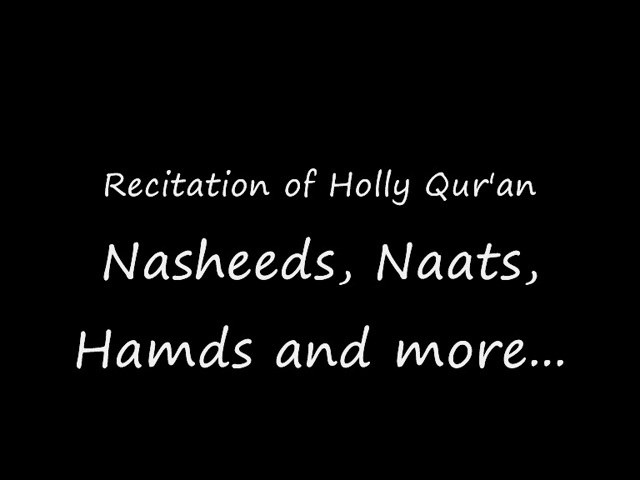 Recitation of Holly Qur'an
Nasheeds, Naats,
Hamds and more...